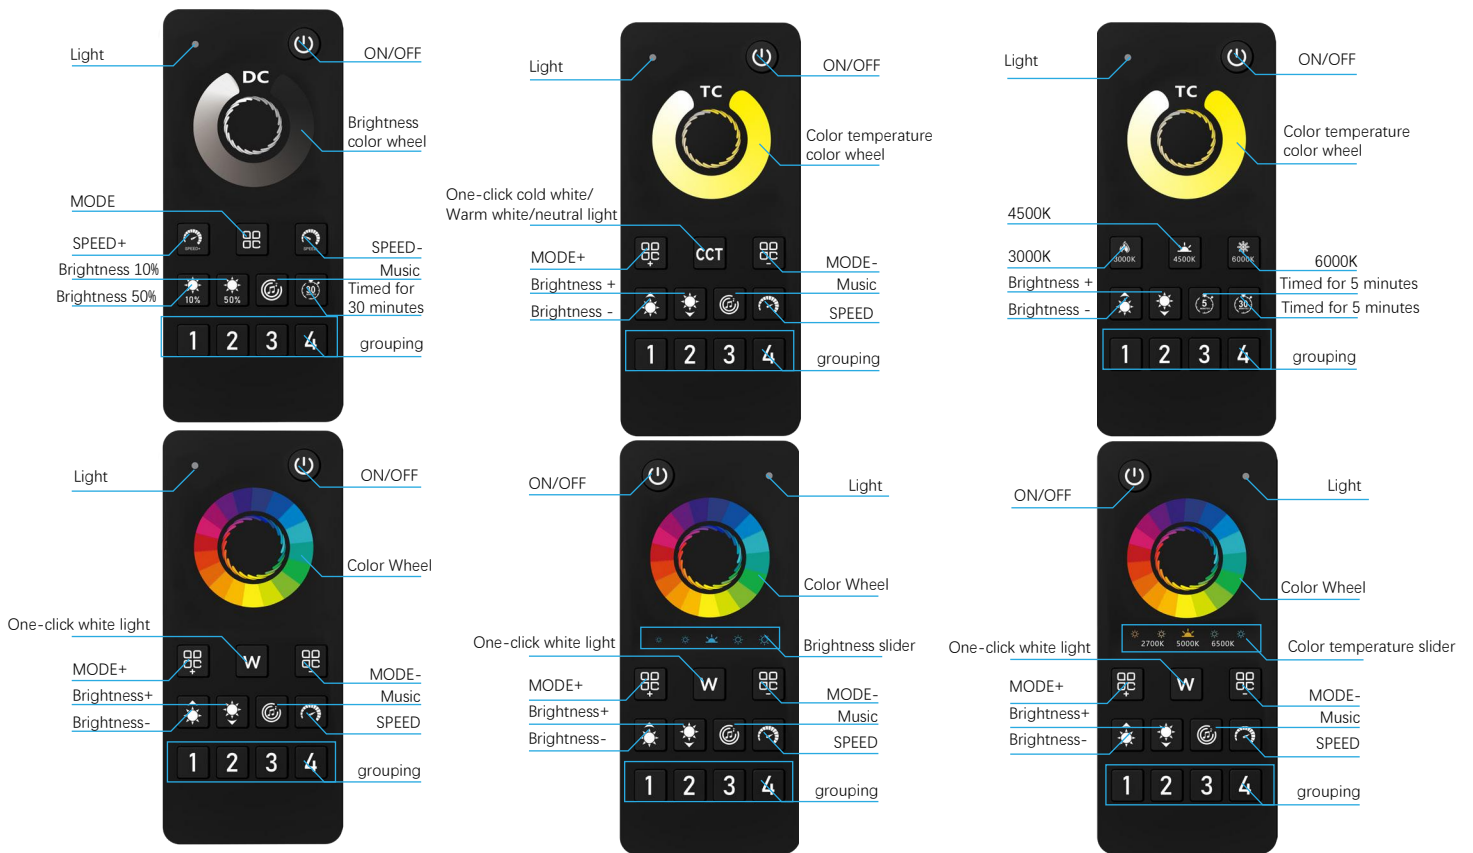 Light
ON/OFF
DC
Brightness
color wheel
MODE
SPEED+
SPEED-
SPEED+
SPEED-
Brightness 10%
Music
Brightness 50%
Timed for
30 minutes
10%
50%
30
1 2 3 4
grouping
Light
ON/OFF
TC
Color temperature
color wheel
One-click cold white/
Warm white/neutral light
CCT
MODE+
MODE-
Brightness +
Music
Brightness -
SPEED
1 2 3 4
grouping
Light
ON/OFF
TC
Color temperature
color wheel
4500K
3000K
6000K
3000K 4500K 6000K
Brightness +
Timed for 5 minutes
Brightness -
Timed for 5 minutes
5
30
1 2 3 4
grouping
Light
ON/OFF
Color Wheel
One-click white light
W
MODE+
MODE-
Brightness+
Music
Brightness-
SPEED
1 2 3 4
grouping
ON/OFF
Light
Color Wheel
Brightness slider
One-click white light
W
MODE+
MODE-
Brightness+
Music
Brightness-
SPEED
1 2 3 4
grouping
ON/OFF
Light
Color Wheel
2700K 5000K 6500K
Color temperature slider
One-click white light
W
MODE+
MODE-
Brightness+
Music
Brightness-
SPEED
1 2 3 4
grouping